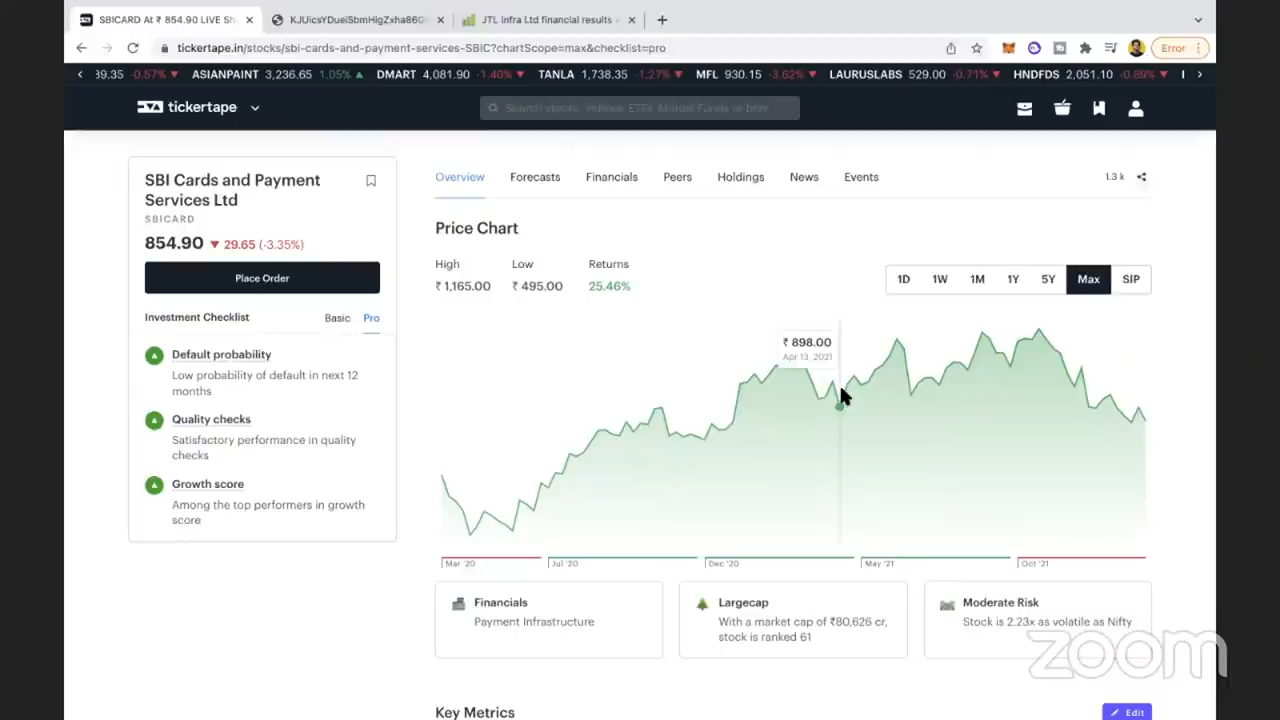 SBICARD At ₹ 854.90 LIVE Sh
KJUicsYDueiSbmHigZxha86G
JTL Infra Ltd financial results
tickertape.in/stocks/sbi-cards-and-payment-services-SBIC?chartScope=max&checklist=pro
Error
39.35 -0.57% ▼ ASIANPAINT 3,236.65 1.05% ▲ DMART 4,081.90 -1.40% ▼ TANLA 1,738.35 -1.27% ▼ MFL 930.15 -3.62% ▼ LAURUSLABS 529.00 -0.71% ▼ HNDFDS 2,051.10 -0.89% ▼
tickertape
Search stocks, indices, ETFs, Mutual Funds or brom
SBI Cards and Payment
Services Ltd
SBICARD
854.90 ▼ 29.65 (-3.35%)
Place Order
Investment Checklist Basic Pro
Default probability
Low probability of default in next 12
months
Quality checks
Satisfactory performance in quality
checks
Growth score
Among the top performers in growth
score
Overview Forecasts Financials Peers Holdings News Events 1.3 k
Price Chart
High Low Returns
₹ 1,165.00 ₹ 495.00 25.46%
1D 1W 1M 1Y 5Y Max SIP
₹ 898.00
Apr 13, 2021
Mar '20 Jul '20 Dec '20 May '21 Oct '21
Financials
Payment Infrastructure
Largecap
With a market cap of ₹80,626 cr,
stock is ranked 61
Moderate Risk
Stock is 2.23x as volatile as Nifty
zoom
Key Metrics
Edit